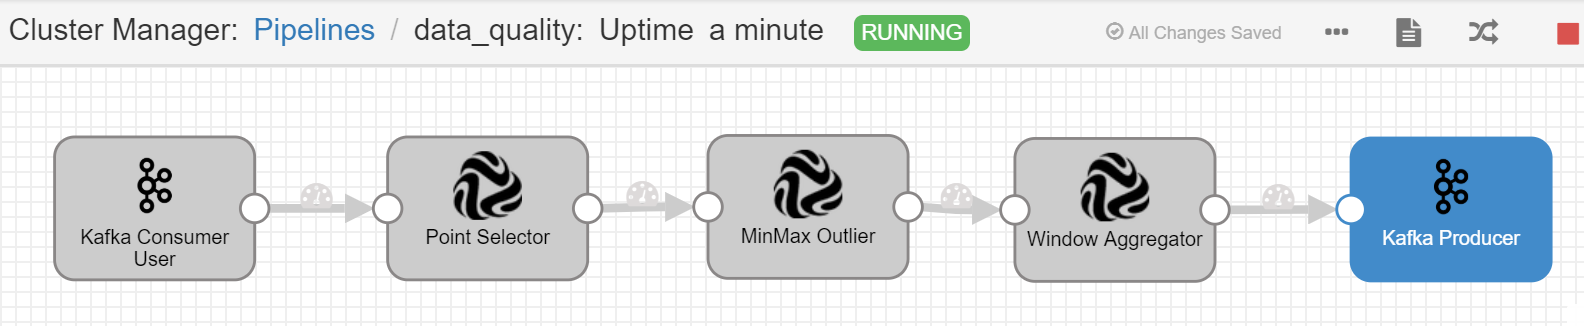 Cluster Manager: Pipelines / data_quality: Uptime a minute RUNNING All Changes Saved
Kafka Consumer
User
Point Selector
MinMax Outlier
Window Aggregator
Kafka Producer